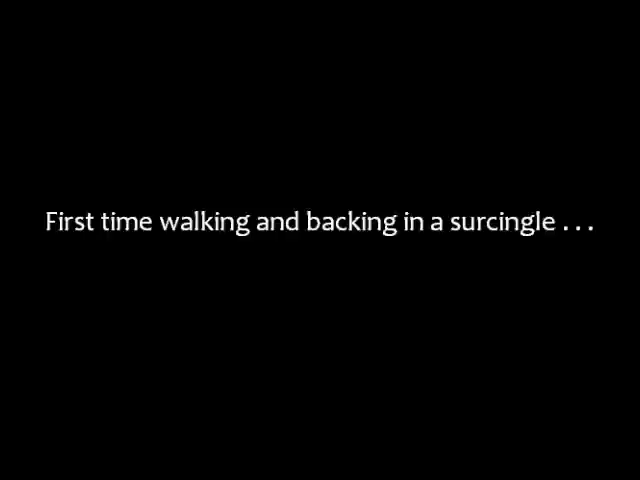 First time walking and backing in a surcingle . . .